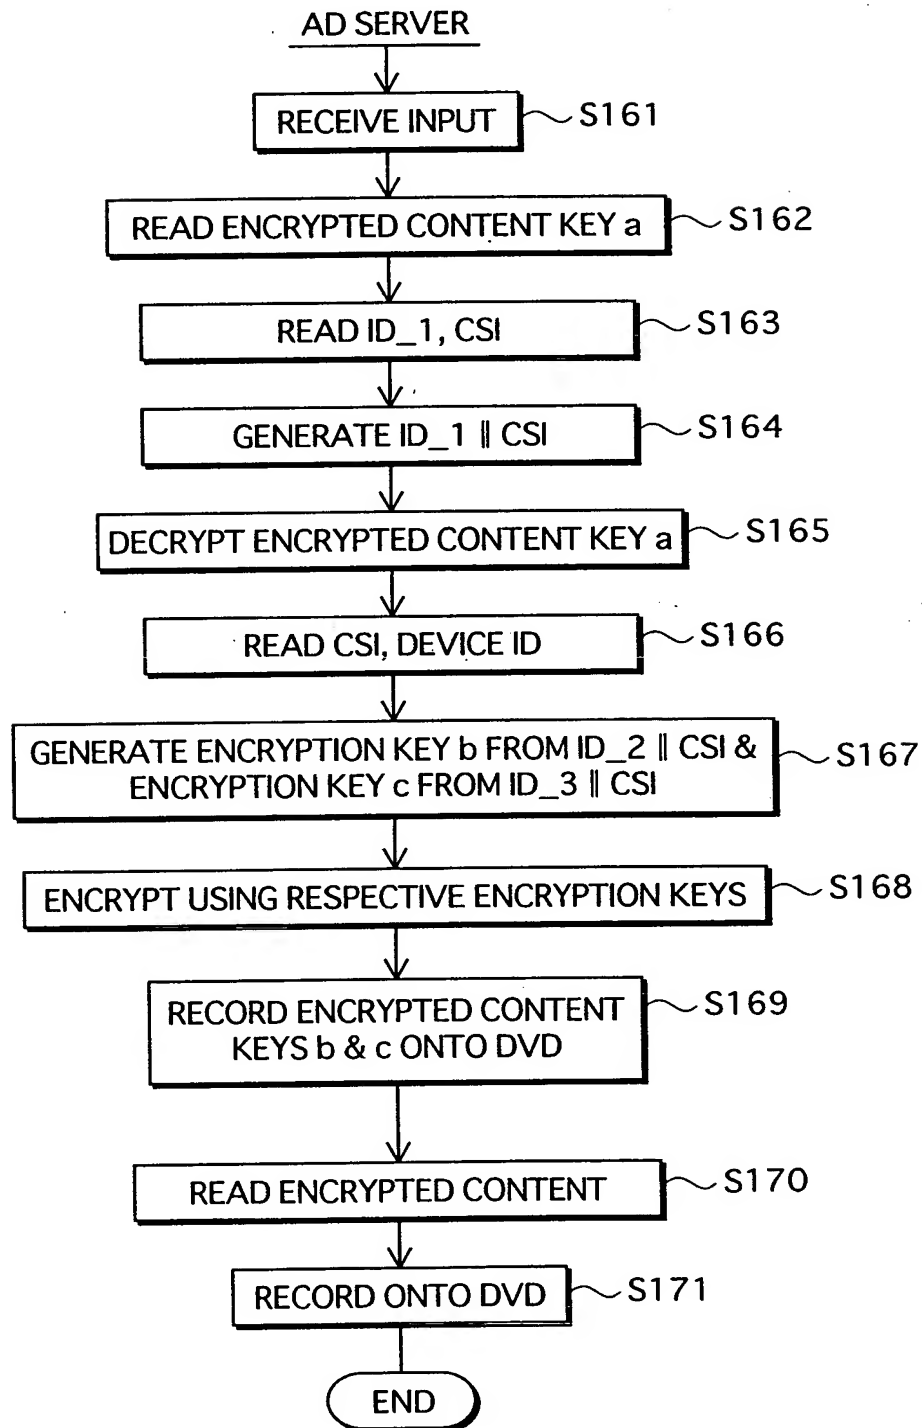 AD SERVER
RECEIVE INPUT
S161
READ ENCRYPTED CONTENT KEY a
S162
READ ID_1, CSI
S163
GENERATE ID_1 || CSI
S164
DECRYPT ENCRYPTED CONTENT KEY a
S165
READ CSI, DEVICE ID
S166
GENERATE ENCRYPTION KEY b FROM ID_2 || CSI &
ENCRYPTION KEY c FROM ID_3 || CSI
S167
ENCRYPT USING RESPECTIVE ENCRYPTION KEYS
S168
RECORD ENCRYPTED CONTENT
KEYS b & c ONTO DVD
S169
READ ENCRYPTED CONTENT
S170
RECORD ONTO DVD
S171
END